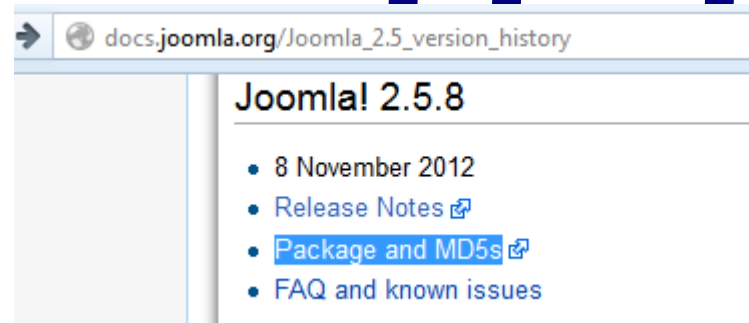 docs.joomla.org/Joomla_2.5_version_history
Joomla! 2.5.8
8 November 2012
Release Notes
Package and MD5s
FAQ and known issues